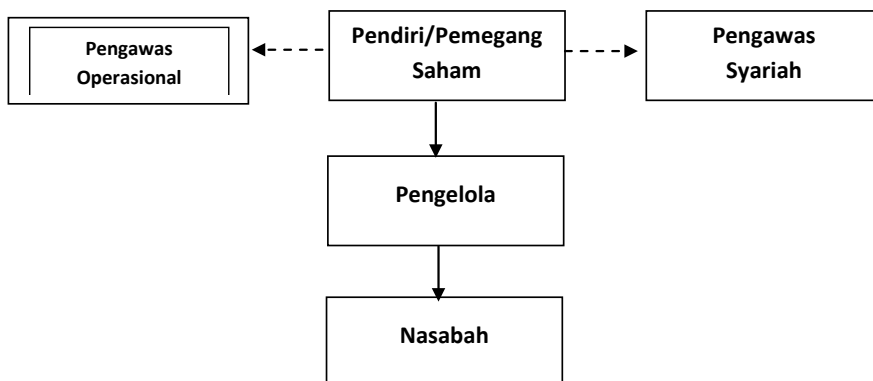 Pengawas
Operasional
Pendiri/Pemegang
Saham
Pengawas
Syariah
Pengelola
Nasabah